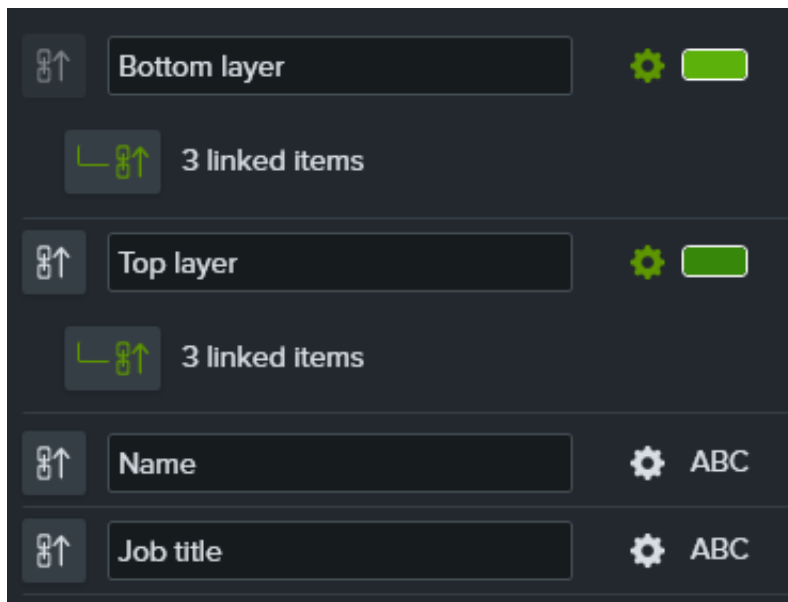 Bottom layer
3 linked items
Top layer
3 linked items
Name ABC
Job title ABC